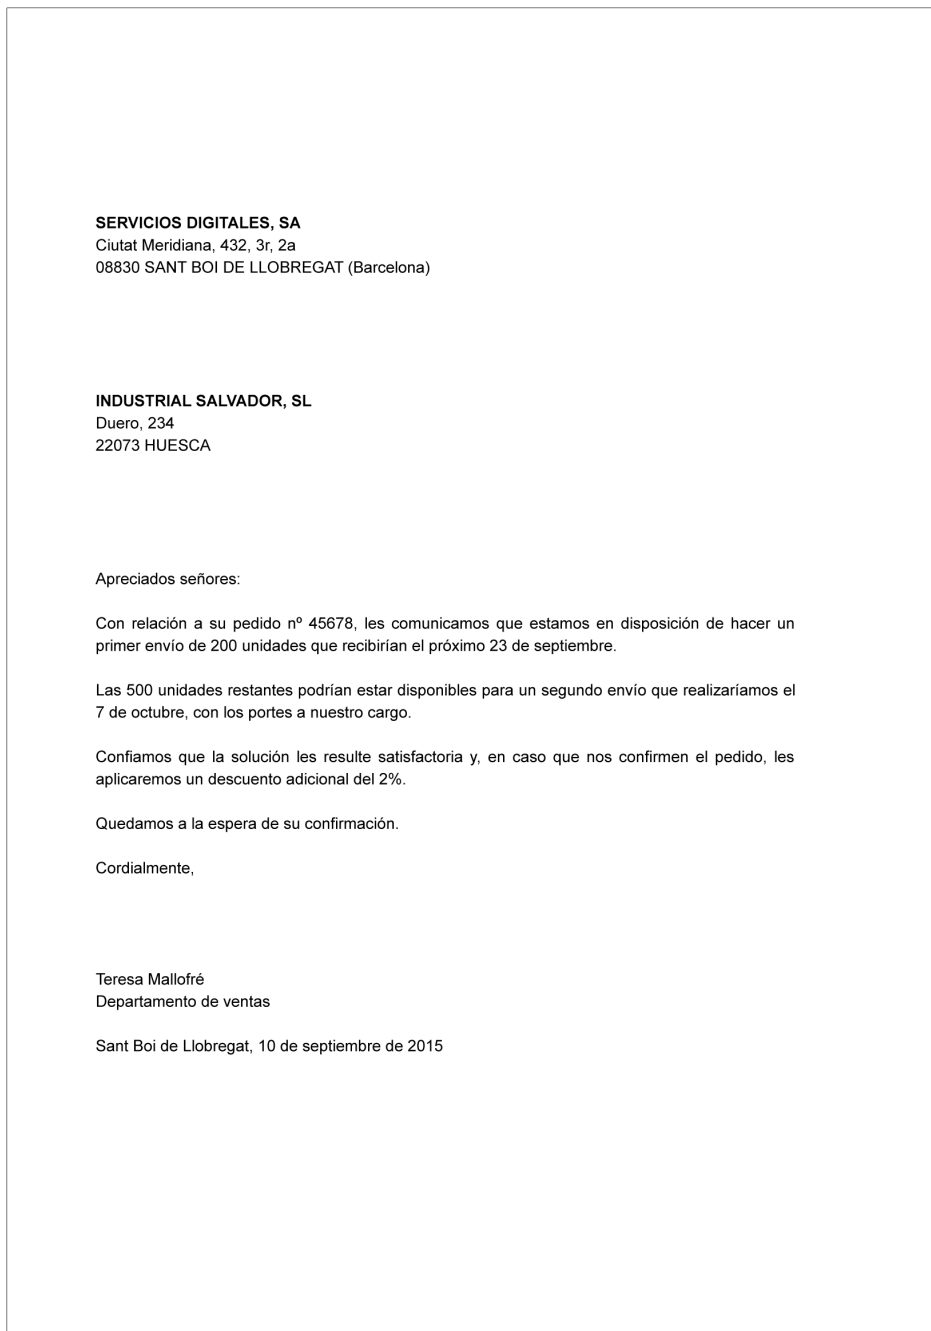 SERVICIOS DIGITALES, SA
Ciutat Meridiana, 432, 3r, 2a
08830 SANT BOI DE LLOBREGAT (Barcelona)
INDUSTRIAL SALVADOR, SL
Duero, 234
22073 HUESCA
Apreciados señores:
Con relación a su pedido nº 45678, les comunicamos que estamos en disposición de hacer un
primer envío de 200 unidades que recibirían el próximo 23 de septiembre.
Las 500 unidades restantes podrían estar disponibles para un segundo envío que realizaríamos el
7 de octubre, con los portes a nuestro cargo.
Confiamos que la solución les resulte satisfactoria y, en caso que nos confirmen el pedido, les
aplicaremos un descuento adicional del 2%.
Quedamos a la espera de su confirmación.
Cordialmente,
Teresa Mallofré
Departamento de ventas
Sant Boi de Llobregat, 10 de septiembre de 2015